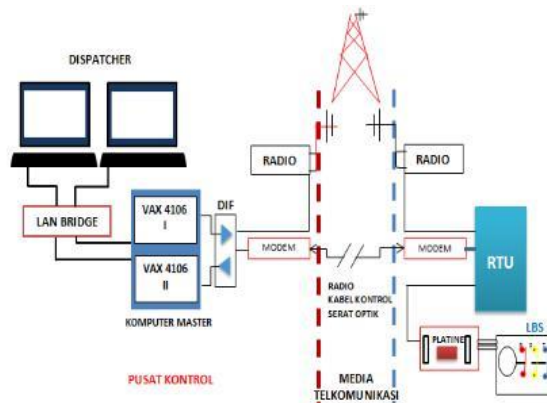 DISPATCHER
RADIO
RADIO
LAN BRIDGE
VAX 4106
I
DIF
VAX 4106
II
MODEM
MODEM
RTU
RADIO
KABEL KONTROL
SERAT OPTIK
KOMPUTER MASTER
LBS
PLATINE
PUSAT KONTROL
MEDIA
TELKOMUNIKASI